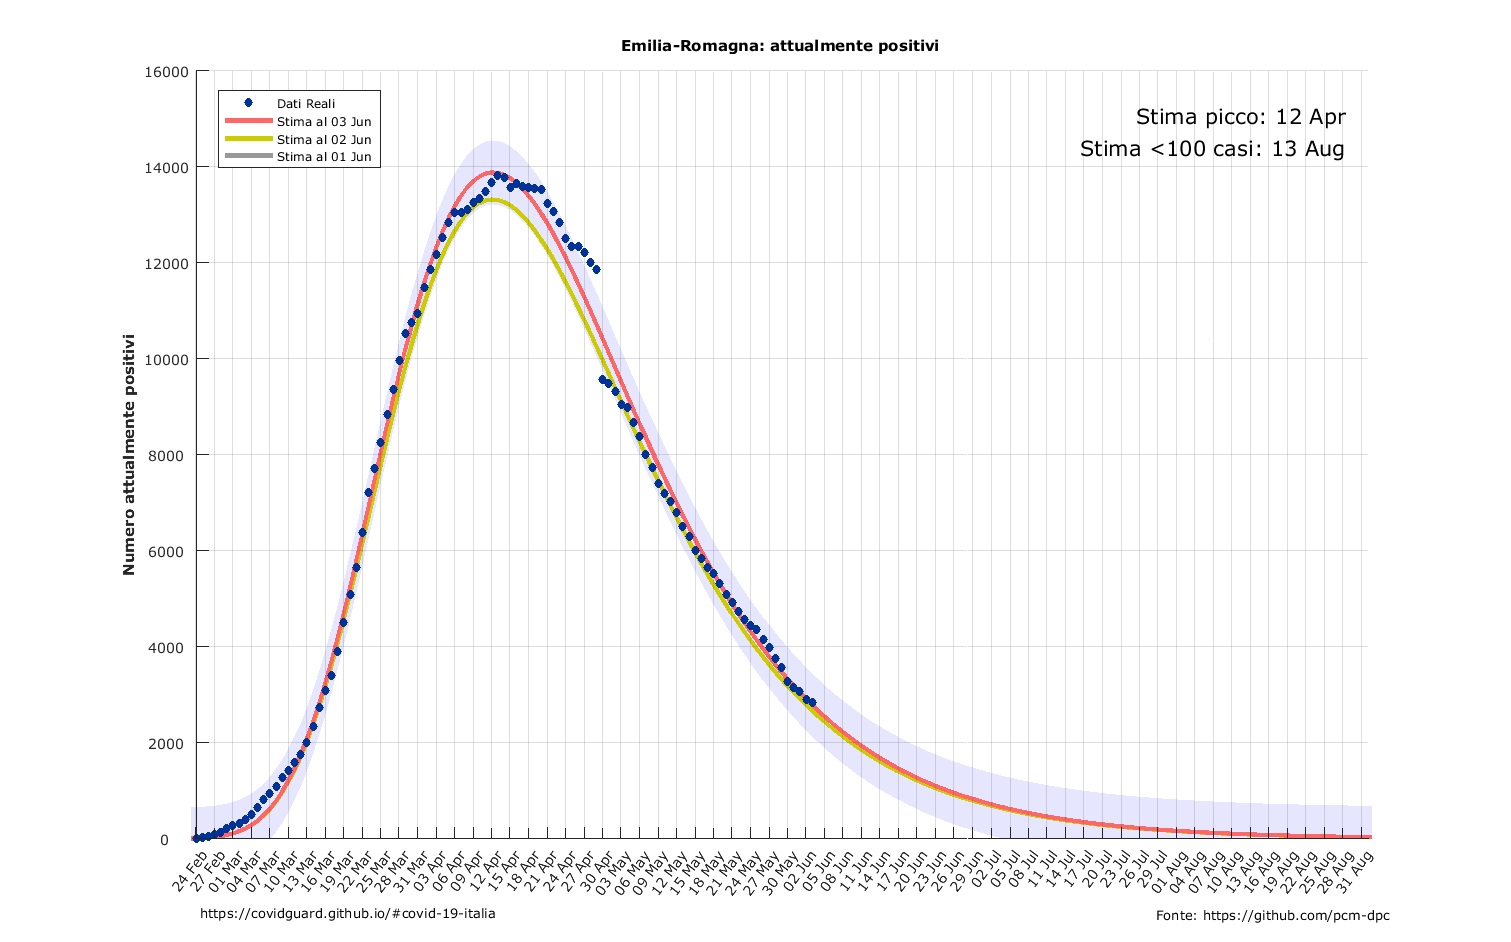 Emilia-Romagna: attualmente positivi
16000
14000
12000
10000
8000
6000
4000
2000
0
Numero attualmente positivi
Dati Reali
Stima al 03 Jun
Stima al 02 Jun
Stima al 01 Jun
Stima picco: 12 Apr
Stima <100 casi: 13 Aug
24 Feb
27 Feb
01 Mar
04 Mar
07 Mar
10 Mar
13 Mar
16 Mar
19 Mar
22 Mar
25 Mar
28 Mar
31 Mar
03 Apr
06 Apr
09 Apr
12 Apr
15 Apr
18 Apr
21 Apr
24 Apr
27 Apr
30 Apr
03 May
06 May
09 May
12 May
15 May
18 May
21 May
24 May
27 May
30 May
02 Jun
05 Jun
08 Jun
11 Jun
14 Jun
17 Jun
20 Jun
23 Jun
26 Jun
29 Jun
02 Jul
05 Jul
08 Jul
11 Jul
14 Jul
17 Jul
20 Jul
23 Jul
26 Jul
29 Jul
01 Aug
04 Aug
07 Aug
10 Aug
13 Aug
16 Aug
19 Aug
22 Aug
25 Aug
28 Aug
31 Aug
https://covidguard.github.io/#covid-19-italia
Fonte: https://github.com/pcm-dpc